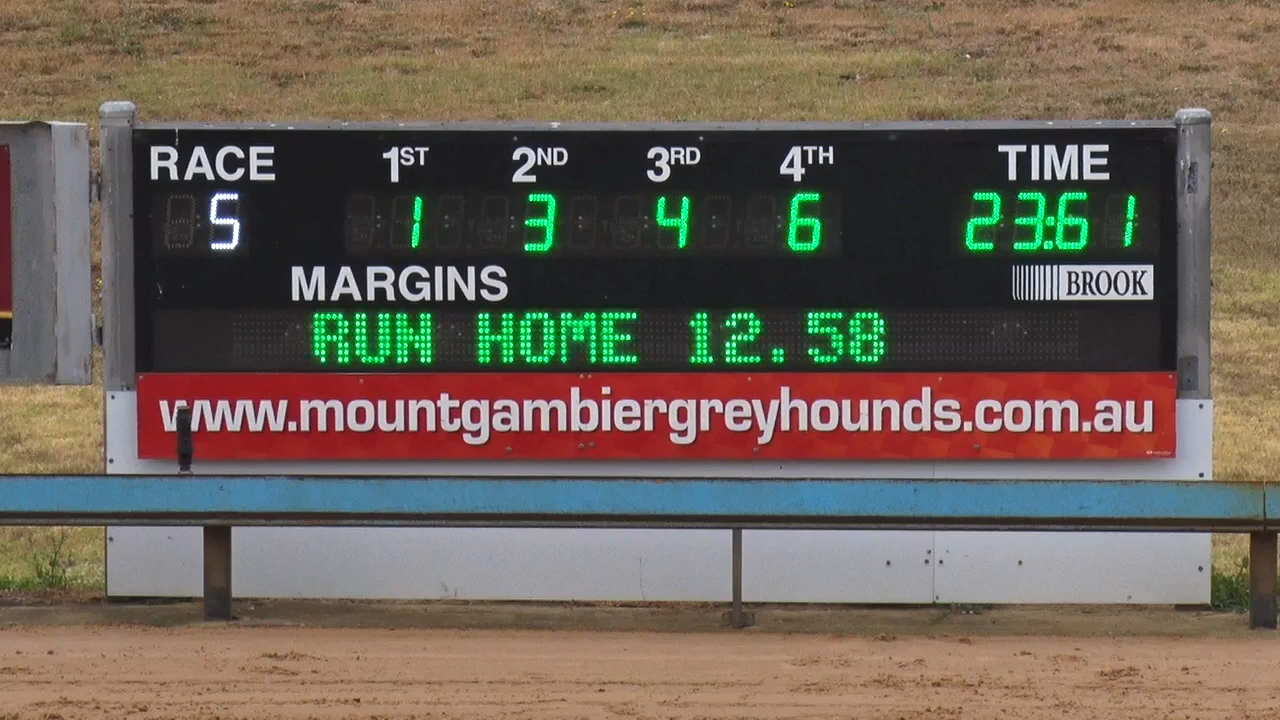 RACE 1ST 2ND 3RD 4TH TIME
5 1 3 4 6 23:61
MARGINS BROOK
RUN HOME 12.58
www.mountgambiergreyhounds.com.au